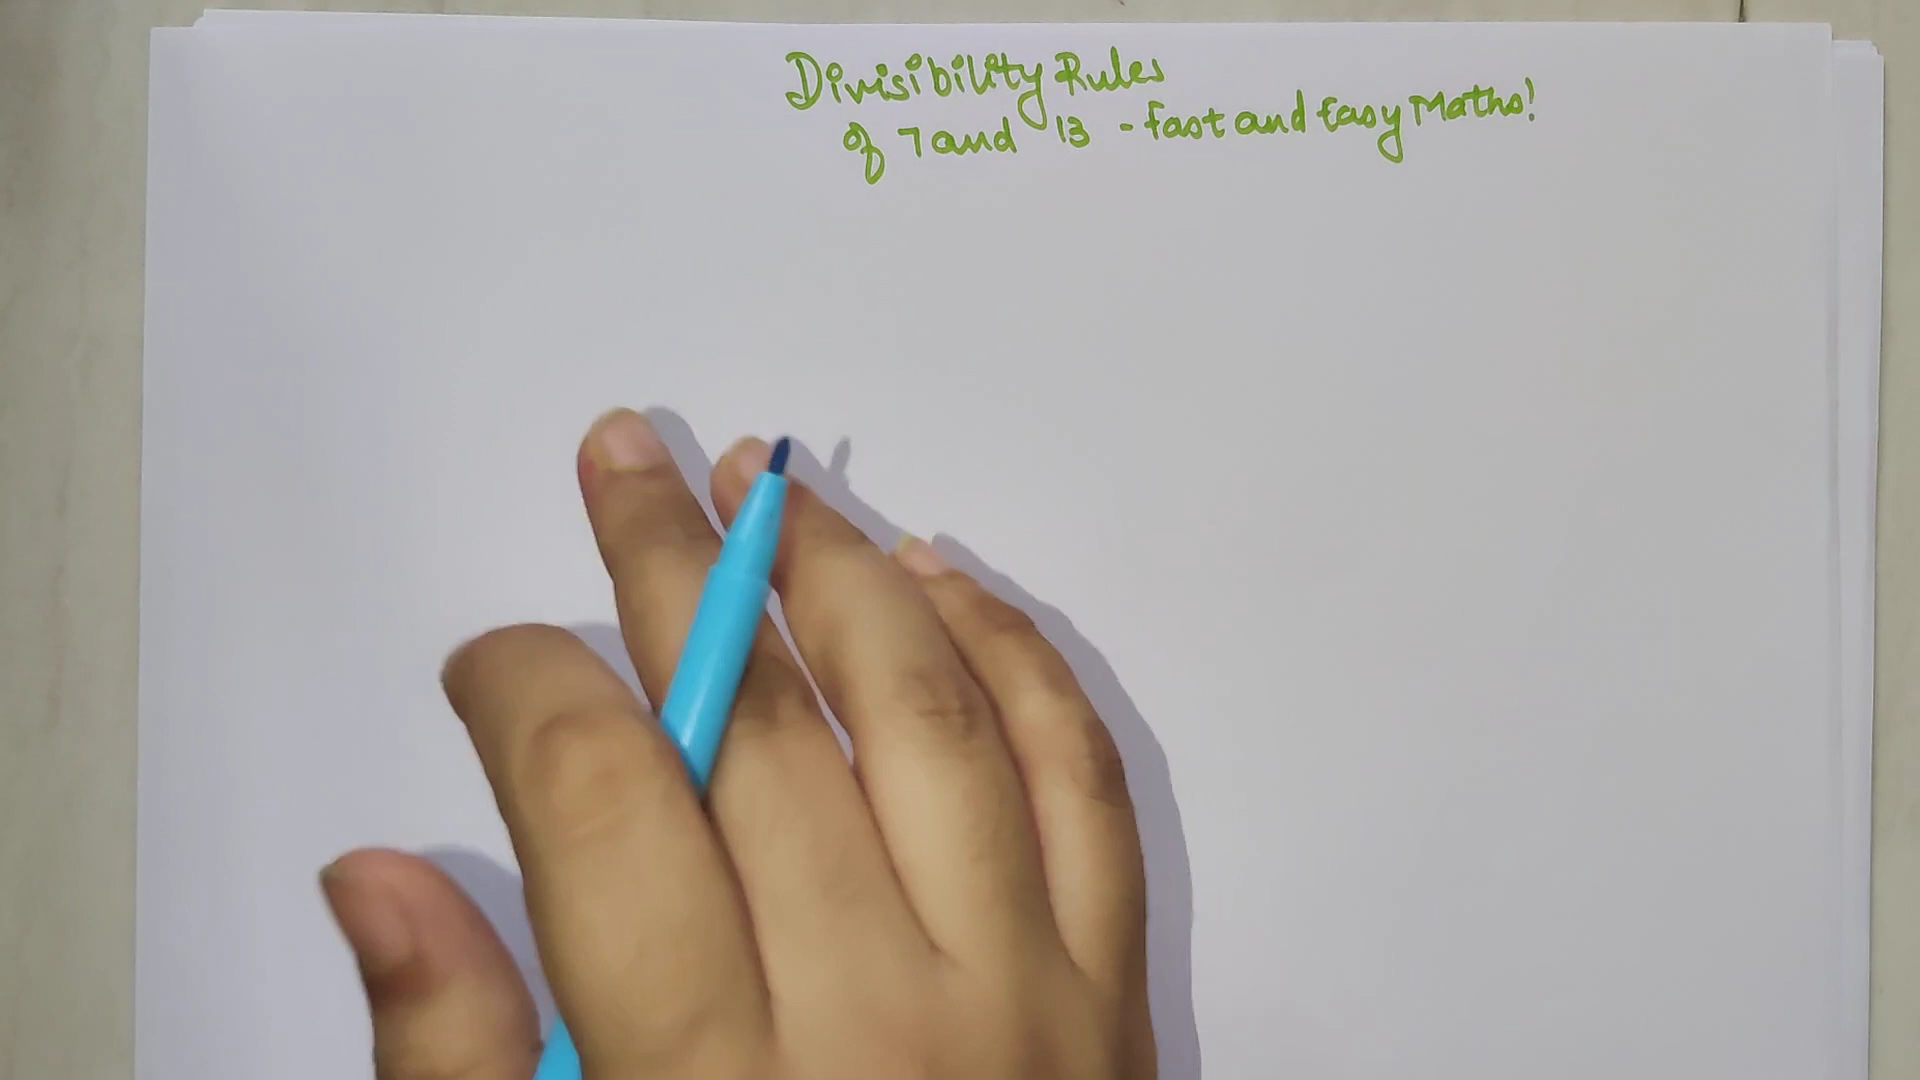 Divisibility Rules
of 7 and 13 - Fast and Easy Maths!